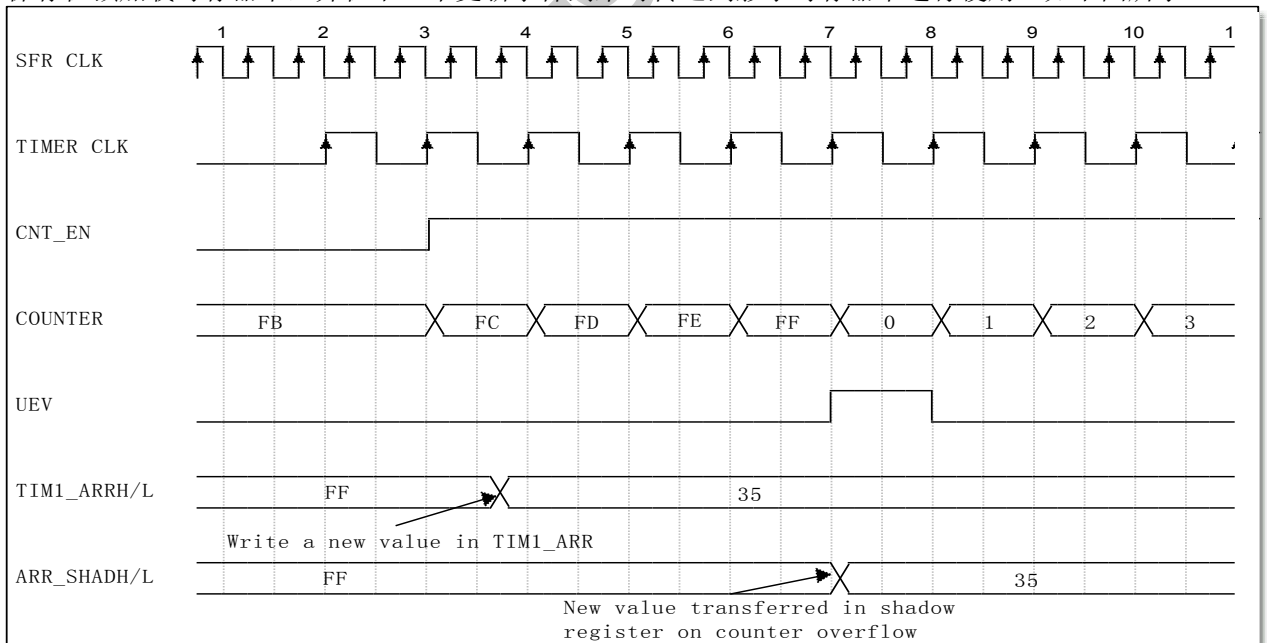 1 2 3 4 5 6 7 8 9 10 1
SFR CLK
TIMER CLK
CNT_EN
COUNTER FB FC FD FE FF 0 1 2 3
UEV
TIM1_ARRH/L FF 35
Write a new value in TIM1_ARR
ARR_SHADH/L FF 35
New value transferred in shadow
register on counter overflow